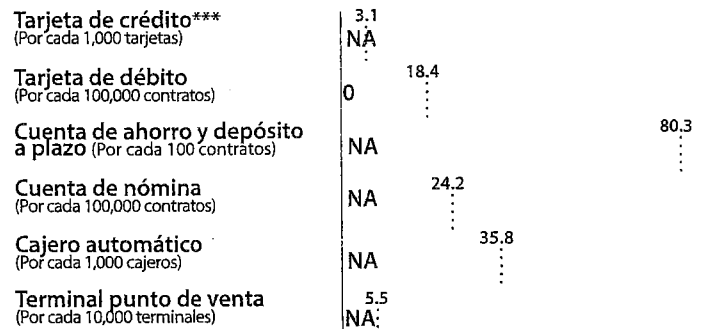 Tarjeta de crédito*** 3.1
(Por cada 1,000 tarjetas) NA
Tarjeta de débito 18.4
(Por cada 100,000 contratos) 0
Cuenta de ahorro y depósito 80.3
a plazo (Por cada 100 contratos) NA
Cuenta de nómina 24.2
(Por cada 100,000 contratos) NA
Cajero automático 35.8
(Por cada 1,000 cajeros) NA
Terminal punto de venta 5.5
(Por cada 10,000 terminales) NA